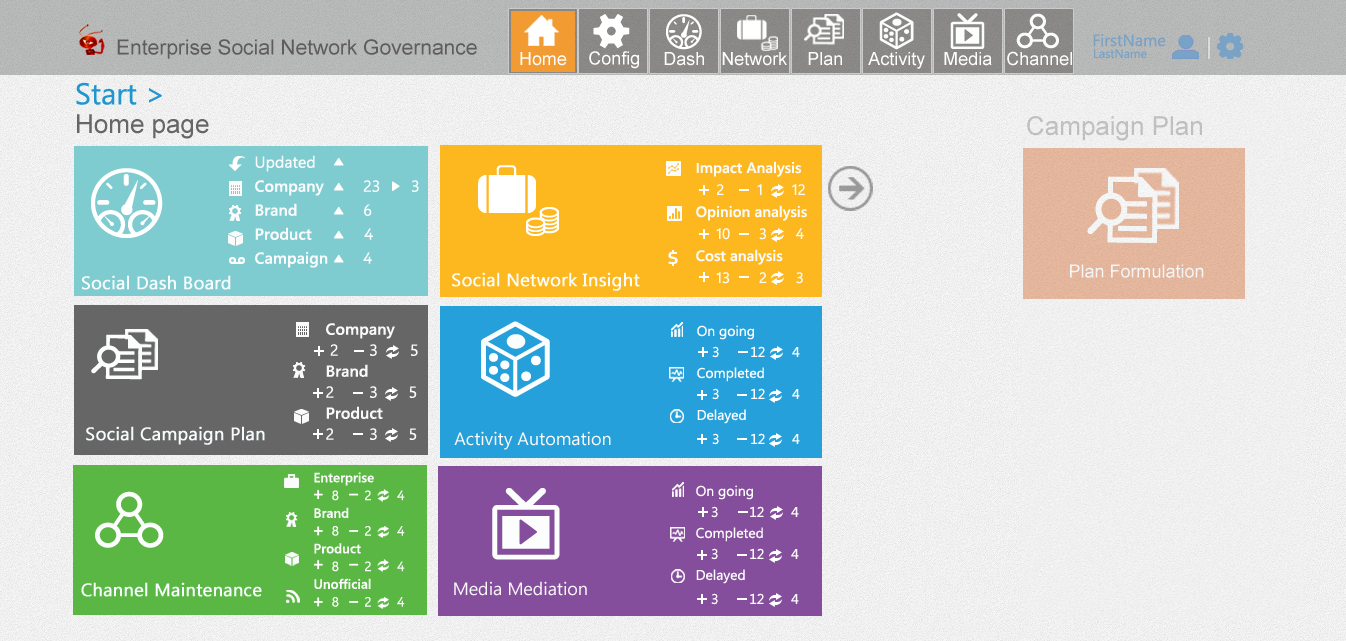 Enterprise Social Network Governance
Home
Config
Dash
Network
Plan
Activity
Media
Channel
FirstName
LastName
Start >
Home page
Updated
Company 23 3
Brand 6
Product 4
Campaign 4
Social Dash Board
Impact Analysis
+ 2 − 1 12
Opinion analysis
+ 10 − 3 4
$ Cost analysis
+ 13 − 2 3
Social Network Insight
Campaign Plan
Plan Formulation
Company
+ 2 − 3 5
Brand
+2 − 3 5
Product
+2 − 3 5
Social Campaign Plan
On going
+3 −12 4
Completed
+3 −12 4
Delayed
+3 −12 4
Activity Automation
Enterprise
+ 8 − 2 4
Brand
+ 8 − 2 4
Product
+ 8 − 2 4
Unofficial
+ 8 − 2 4
Channel Maintenance
On going
+3 −12 4
Completed
+3 −12 4
Delayed
+3 −12 4
Media Mediation